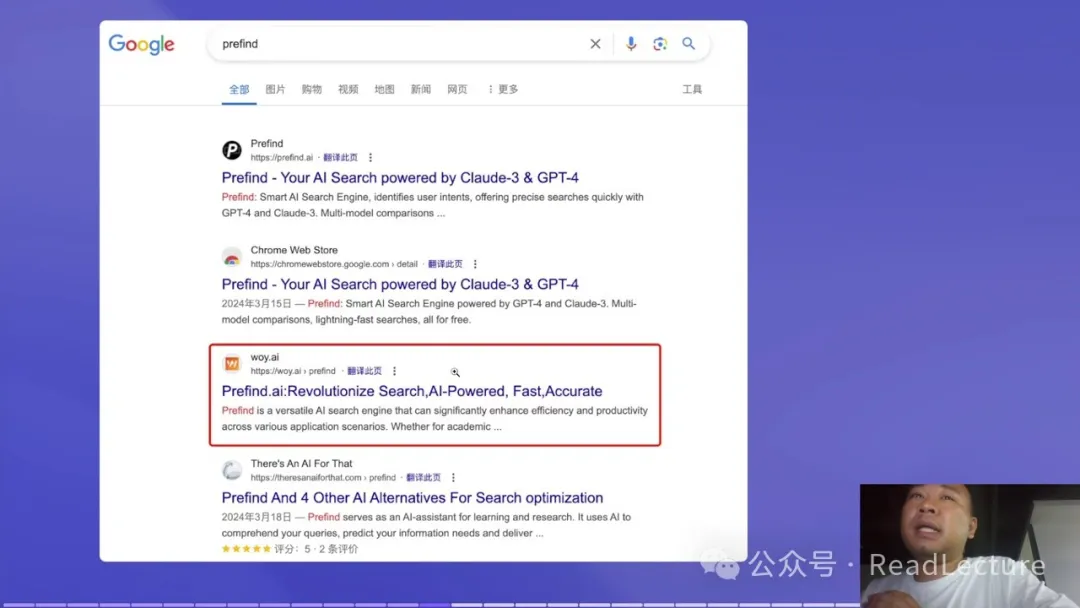 Google
prefind
全部 图片 购物 视频 地图 新闻 网页 ⋮ 更多 工具
Prefind
https://prefind.ai · 翻译此页
Prefind - Your AI Search powered by Claude-3 & GPT-4
Prefind: Smart AI Search Engine, identifies user intents, offering precise searches quickly with
GPT-4 and Claude-3. Multi-model comparisons ...
Chrome Web Store
https://chromewebstore.google.com › detail · 翻译此页
Prefind - Your AI Search powered by Claude-3 & GPT-4
2024年3月15日 — Prefind: Smart AI Search Engine powered by GPT-4 and Claude-3. Multi-
model comparisons, lightning-fast searches, all for free.
woy.ai
https://woy.ai › prefind · 翻译此页
Prefind.ai:Revolutionize Search,AI-Powered, Fast,Accurate
Prefind is a versatile AI search engine that can significantly enhance efficiency and productivity
across various application scenarios. Whether for academic ...
There's An AI For That
https://theresanaiforthat.com › prefind · 翻译此页
Prefind And 4 Other AI Alternatives For Search optimization
2024年3月18日 — Prefind serves as an AI-assistant for learning and research. It uses AI to
comprehend your queries, predict your information needs and deliver ...
★★★★★ 评分：5 · 2 条评价
公众号 · ReadLecture